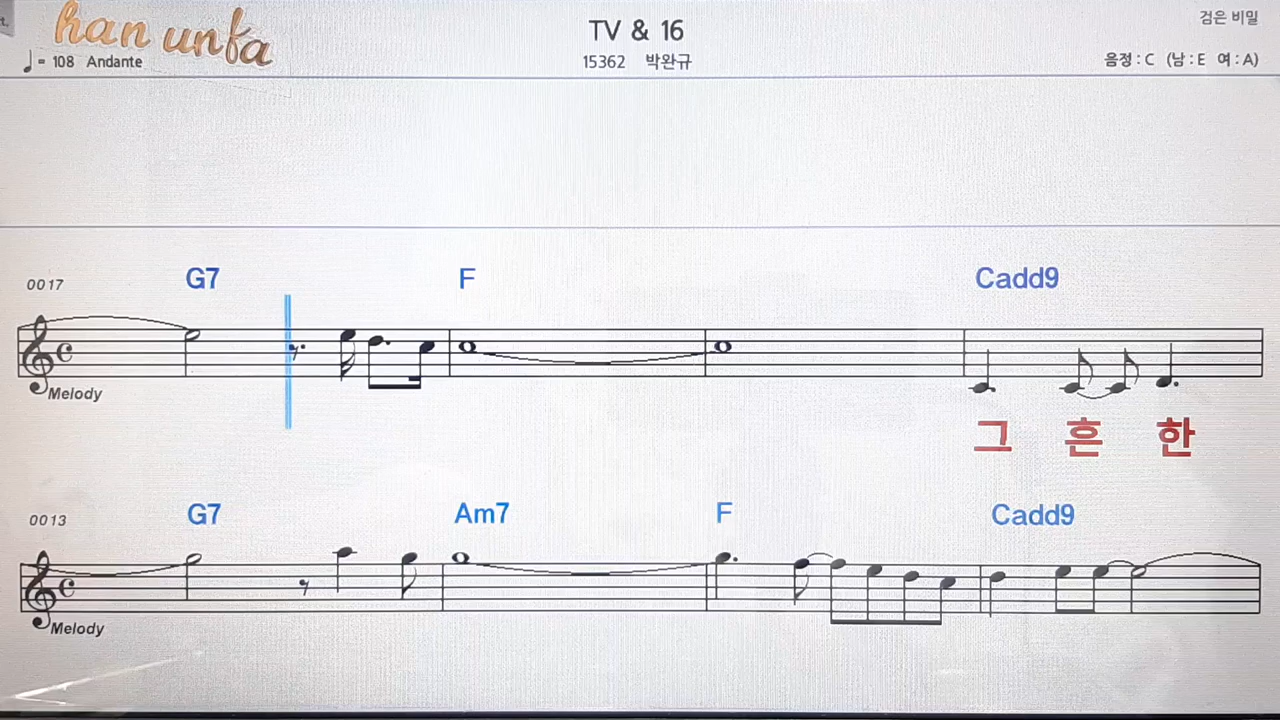 han unfa
TV & 16
검은 비밀
♩= 108 Andante
15362 박완규
음정 : C (남 : E 여 : A)
0017
G7 F Cadd9
Melody
그 흔 한
0013
G7 Am7 F Cadd9
Melody